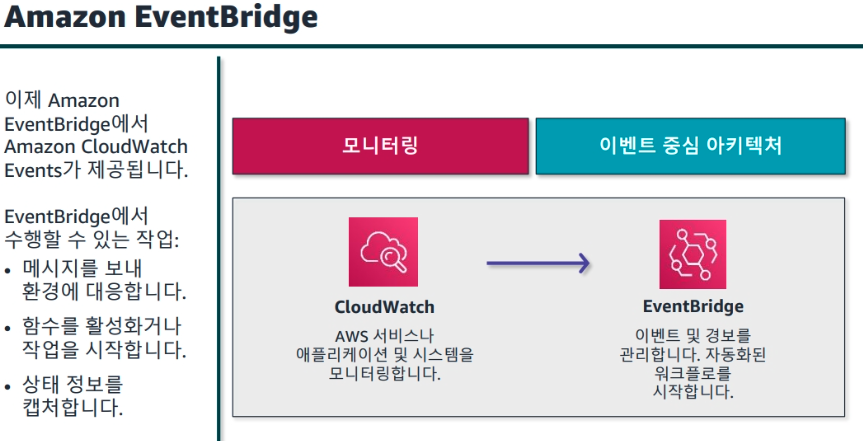 Amazon EventBridge
이제 Amazon
EventBridge에서
Amazon CloudWatch
Events가 제공됩니다.
EventBridge에서
수행할 수 있는 작업:
• 메시지를 보내
환경에 대응합니다.
• 함수를 활성화거나
작업을 시작합니다.
• 상태 정보를
캡처합니다.
모니터링
이벤트 중심 아키텍처
CloudWatch
AWS 서비스나
애플리케이션 및 시스템을
모니터링합니다.
EventBridge
이벤트 및 경보를
관리합니다. 자동화된
워크플로를
시작합니다.